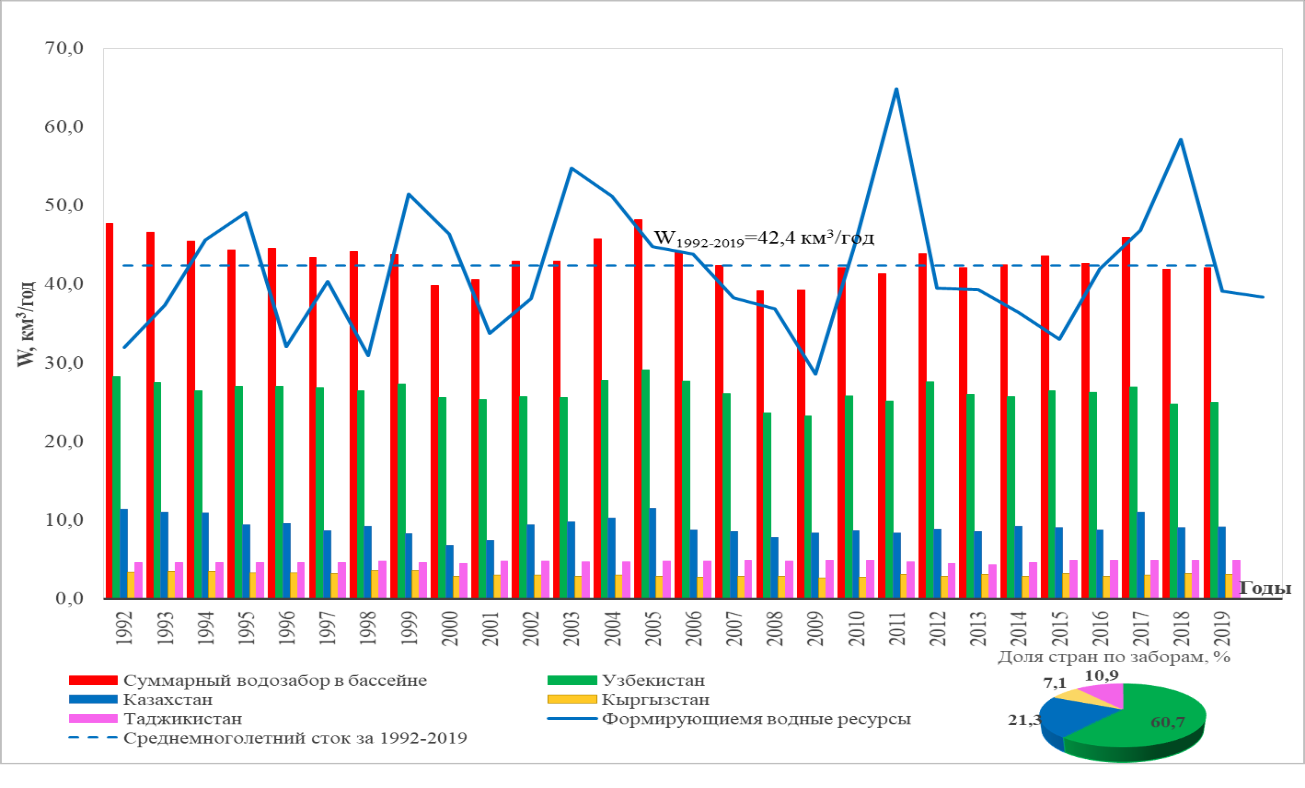 70,0
60,0
50,0
40,0
30,0
20,0
10,0
0,0
W, км³/год
W1992-2019=42,4 км³/год
Годы
1992 1993 1994 1995 1996 1997 1998 1999 2000 2001 2002 2003 2004 2005 2006 2007 2008 2009 2010 2011 2012 2013 2014 2015 2016 2017 2018 2019
Суммарный водозабор в бассейне
Узбекистан
Казахстан
Кыргызстан
Таджикистан
Формирующиемя водные ресурсы
Среднемноголетний сток за 1992-2019
Доля стран по заборам, %
7,1
10,9
21,3
60,7